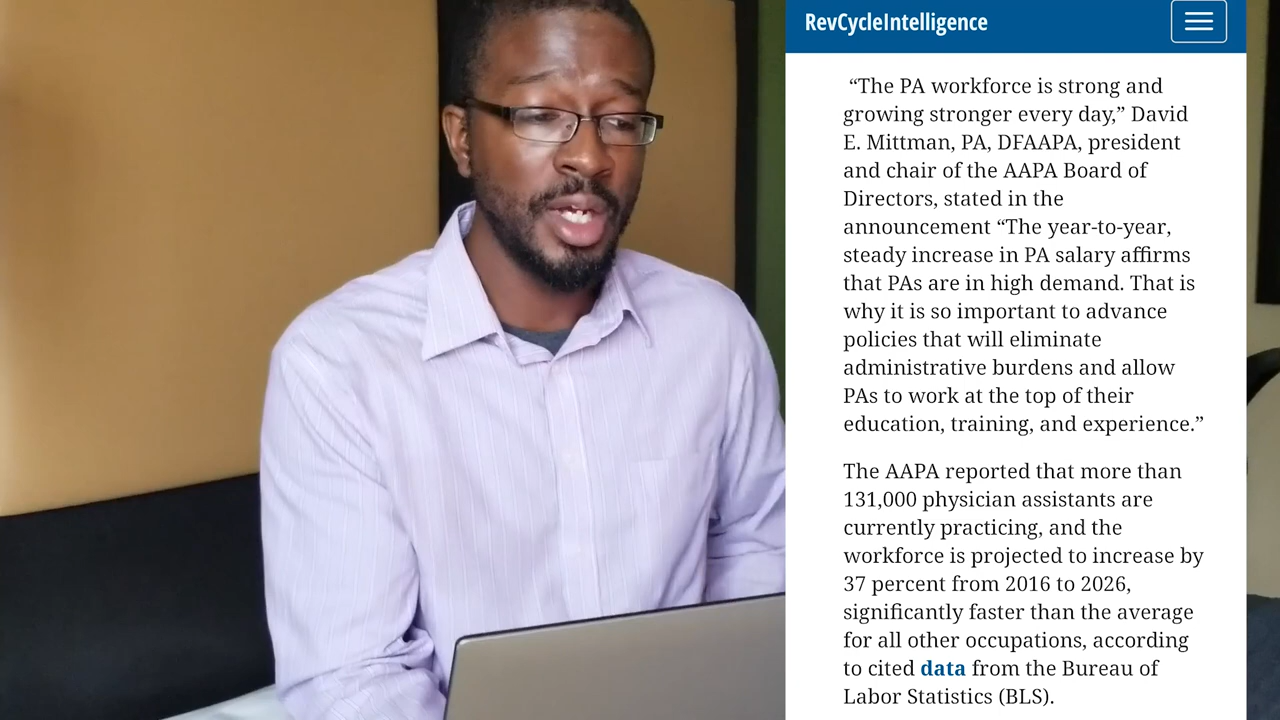 RevCycleIntelligence
“The PA workforce is strong and
growing stronger every day,” David
E. Mittman, PA, DFAAPA, president
and chair of the AAPA Board of
Directors, stated in the
announcement “The year-to-year,
steady increase in PA salary affirms
that PAs are in high demand. That is
why it is so important to advance
policies that will eliminate
administrative burdens and allow
PAs to work at the top of their
education, training, and experience.”
The AAPA reported that more than
131,000 physician assistants are
currently practicing, and the
workforce is projected to increase by
37 percent from 2016 to 2026,
significantly faster than the average
for all other occupations, according
to cited data from the Bureau of
Labor Statistics (BLS).